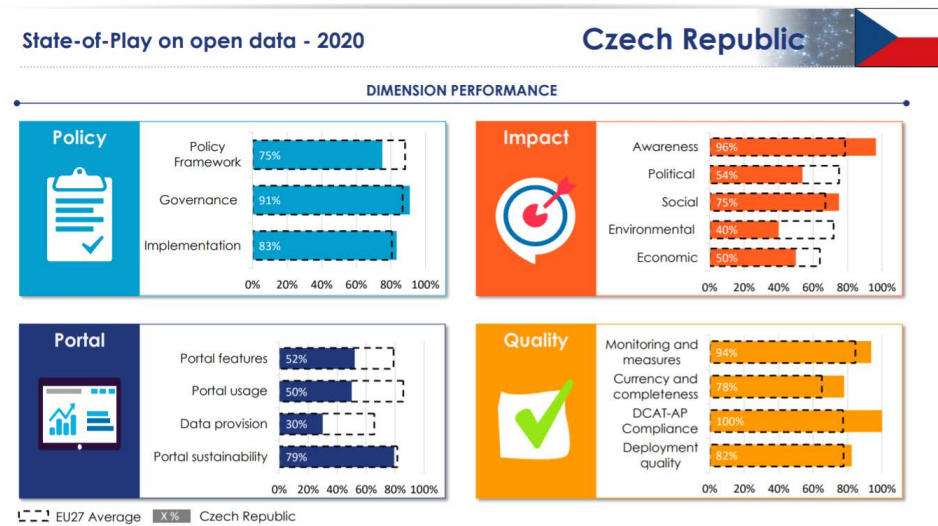 State-of-Play on open data - 2020
Czech Republic
DIMENSION PERFORMANCE
Policy
Policy
Framework
75%
Governance
91%
Implementation
83%
0% 20% 40% 60% 80% 100%
Impact
Awareness
96%
Political
54%
Social
75%
Environmental
40%
Economic
50%
0% 20% 40% 60% 80% 100%
Portal
Portal features
52%
Portal usage
50%
Data provision
30%
Portal sustainability
79%
0% 20% 40% 60% 80% 100%
Quality
Monitoring and
measures
94%
Currency and
completeness
78%
DCAT-AP
Compliance
100%
Deployment
quality
82%
0% 20% 40% 60% 80% 100%
EU27 Average
X %
Czech Republic